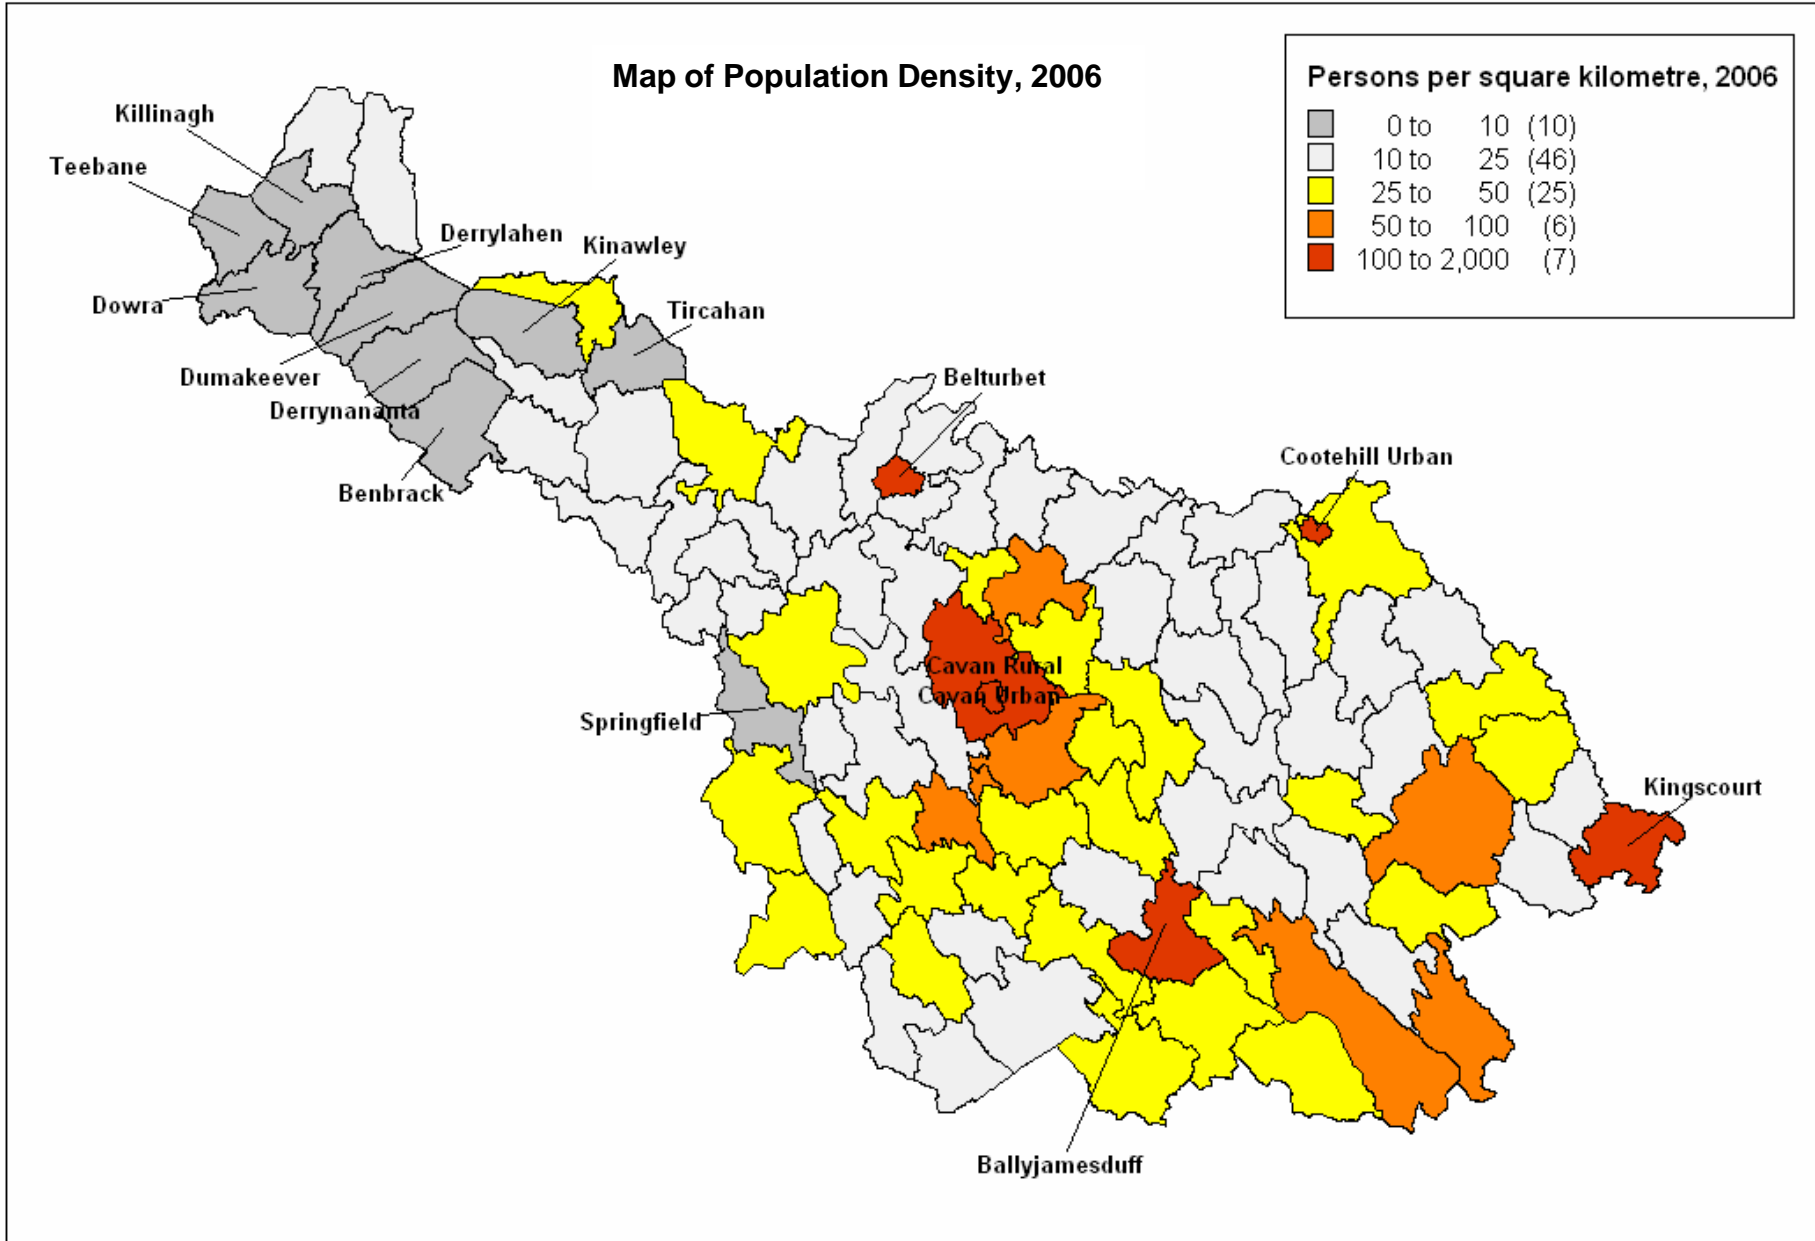 Map of Population Density, 2006
Persons per square kilometre, 2006
0 to 10 (10)
10 to 25 (46)
25 to 50 (25)
50 to 100 (6)
100 to 2,000 (7)
Killinagh
Teebane
Derrylahen
Kinawley
Dowra
Tircahan
Dumakeever
Belturbet
Derrynananta
Cootehill Urban
Benbrack
Cavan Rural
Cavan Urban
Springfield
Kingscourt
Ballyjamesduff